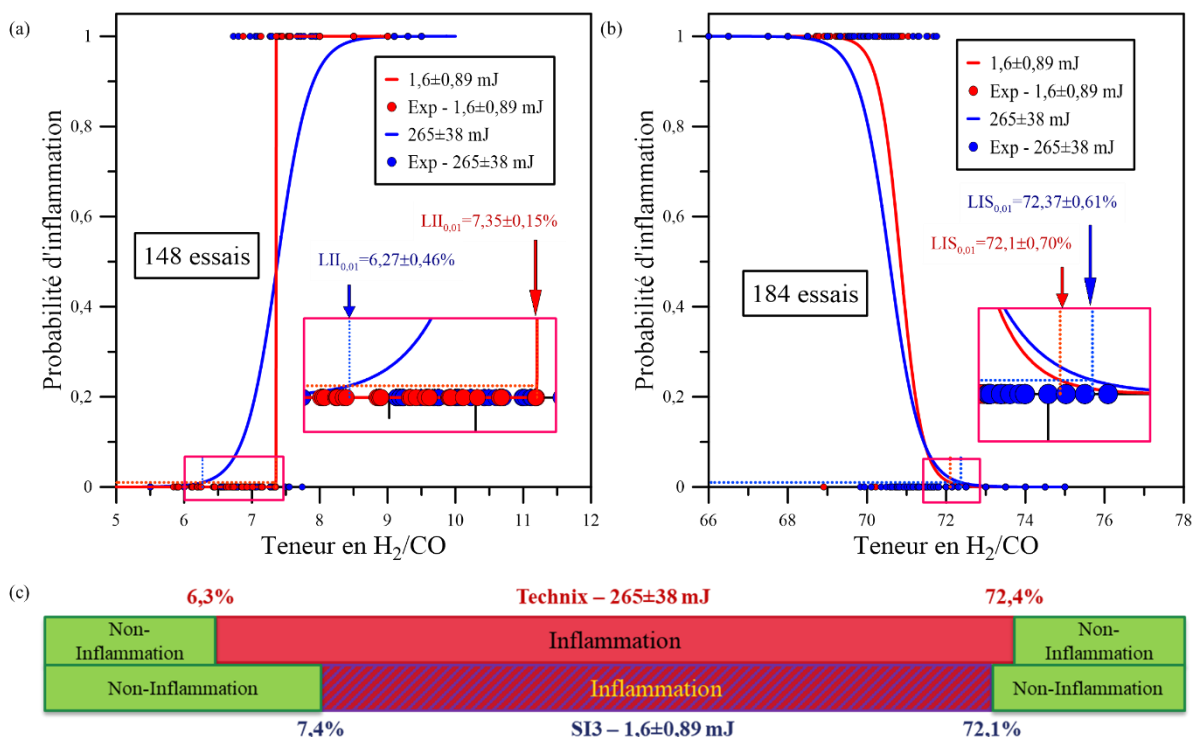 (a)
Probabilité d'inflammation
1
0,8
0,6
0,4
0,2
0
1,6±0,89 mJ
Exp - 1,6±0,89 mJ
265±38 mJ
Exp - 265±38 mJ
148 essais
LII0,01=7,35±0,15%
LII0,01=6,27±0,46%
5 6 7 8 9 10 11 12
Teneur en H2/CO
(b)
Probabilité d'inflammation
1
0,8
0,6
0,4
0,2
0
1,6±0,89 mJ
Exp - 1,6±0,89 mJ
265±38 mJ
Exp - 265±38 mJ
LIS0,01=72,37±0,61%
LIS0,01=72,1±0,70%
184 essais
66 68 70 72 74 76 78
Teneur en H2/CO
(c)
6,3% Technix – 265±38 mJ 72,4%
Non-
Inflammation
Inflammation
Non-
Inflammation
Non-Inflammation Inflammation Non-Inflammation
7,4% SI3 – 1,6±0,89 mJ 72,1%